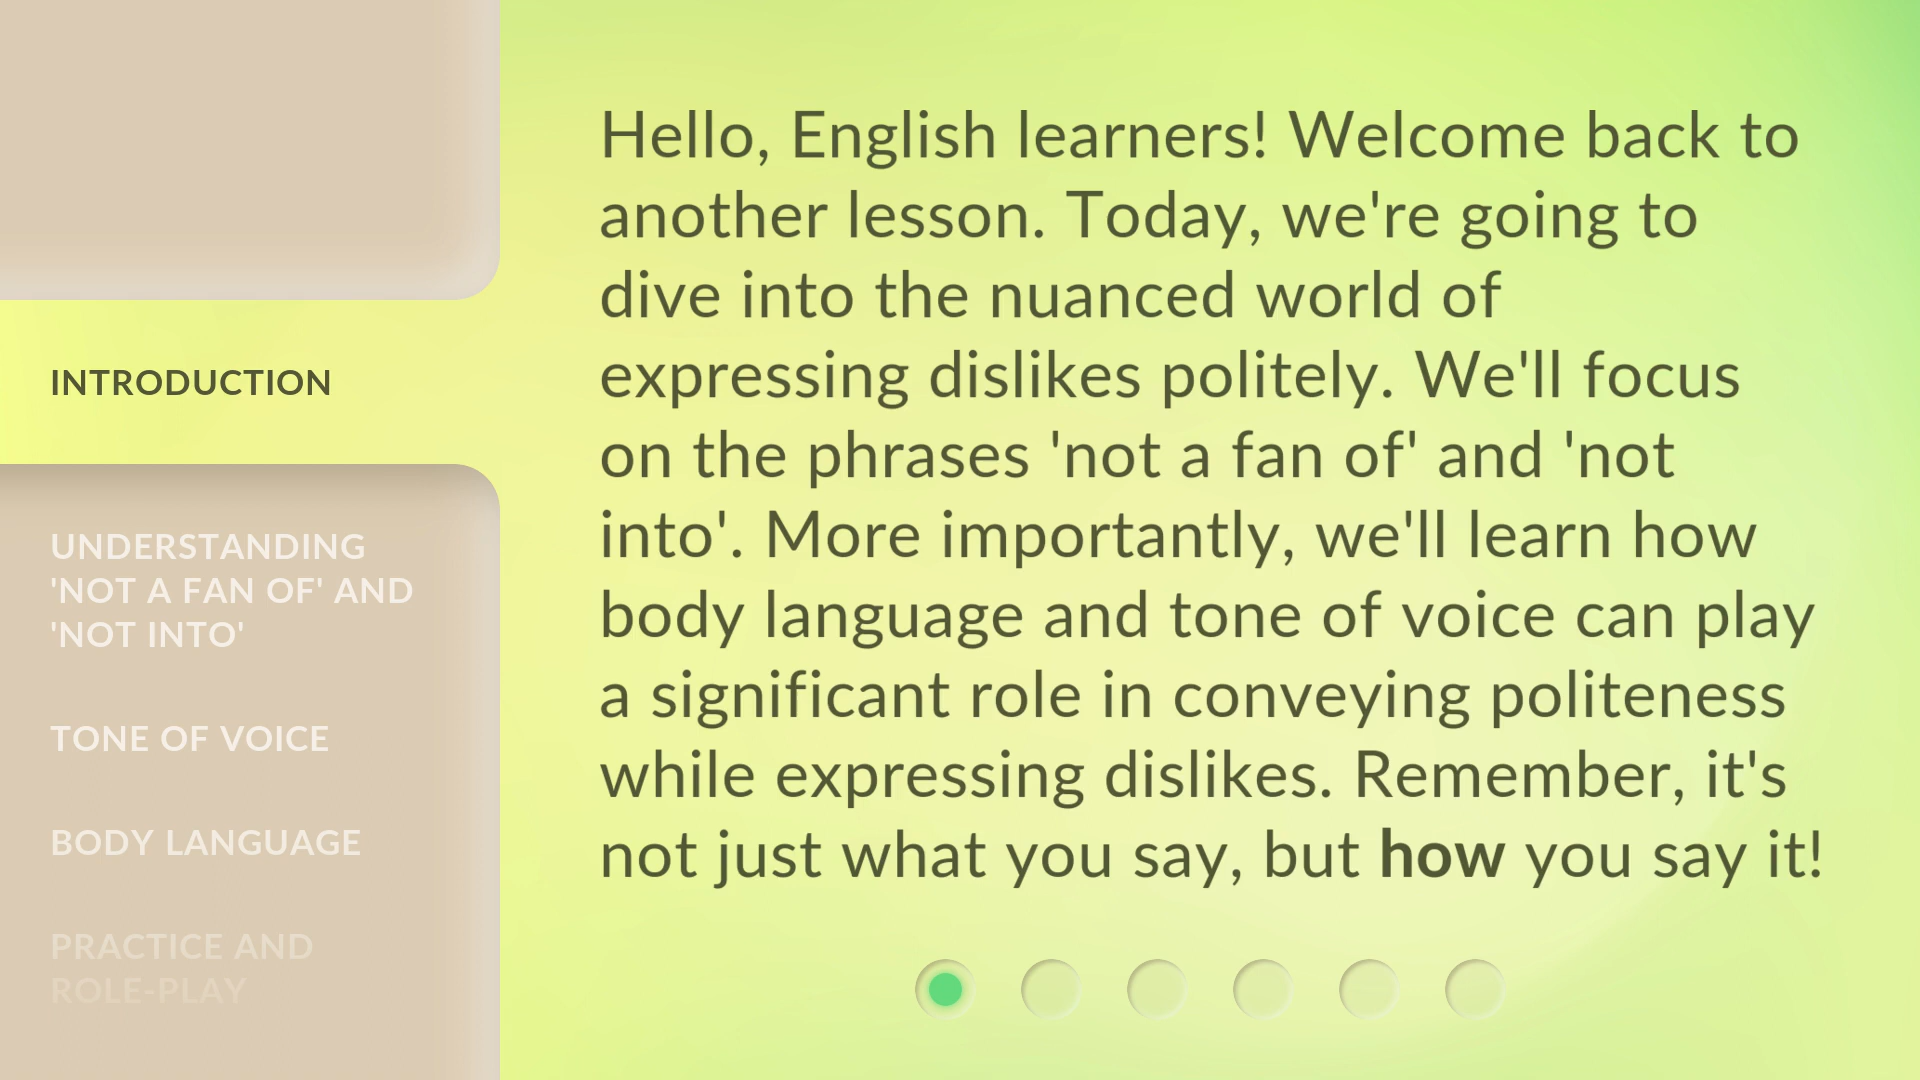 INTRODUCTION
UNDERSTANDING
'NOT A FAN OF' AND
'NOT INTO'
TONE OF VOICE
BODY LANGUAGE
PRACTICE AND
ROLE-PLAY
Hello, English learners! Welcome back to
another lesson. Today, we're going to
dive into the nuanced world of
expressing dislikes politely. We'll focus
on the phrases 'not a fan of' and 'not
into'. More importantly, we'll learn how
body language and tone of voice can play
a significant role in conveying politeness
while expressing dislikes. Remember, it's
not just what you say, but how you say it!